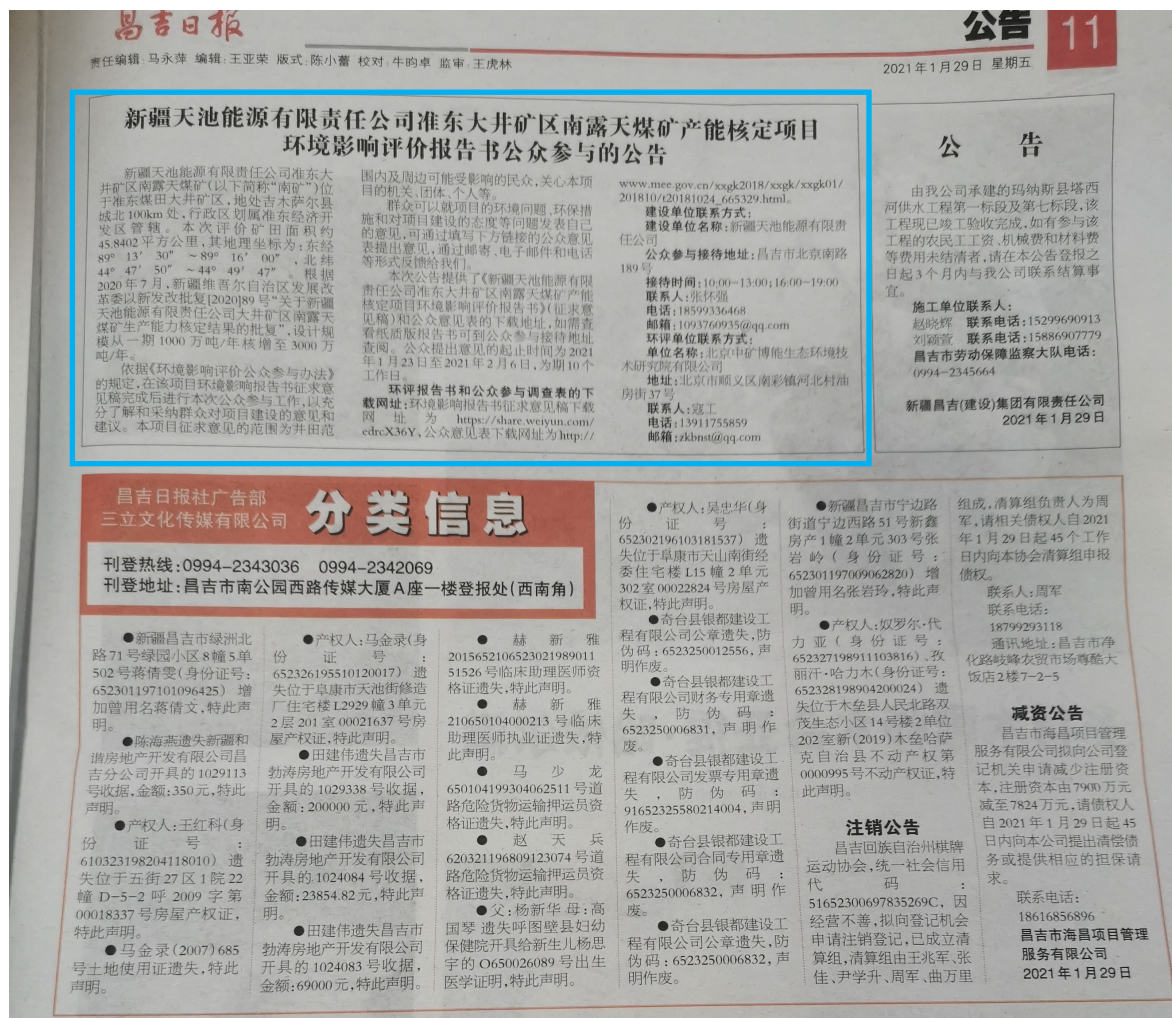 昌吉日报
公告
11
责任编辑:马永萍 编辑:王亚荣 版式:陈小蕾 校对:牛昀卓 监审:王虎林
2021年1月29日 星期五
新疆天池能源有限责任公司准东大井矿区南露天煤矿产能核定项目
环境影响评价报告书公众参与的公告
新疆天池能源有限责任公司准东大
井矿区南露天煤矿(以下简称“南矿”)位
于准东煤田大井矿区,地处吉木萨尔县
城北100km处,行政区划属准东经济开
发区管辖。本次评价矿田面积约
45.8402平方公里,其地理坐标为:东经
89°13′30″~89°16′00″、北纬
44°47′50″~44°49′47″。根据
2020年7月,新疆维吾尔自治区发展改
革委以新发改批复[2020]89号“关于新疆
天池能源有限责任公司大井矿区南露天
煤矿生产能力核定结果的批复”,设计规
模从一期1000万吨/年核增至3000万
吨/年。
依据《环境影响评价公众参与办法》
的规定,在该项目环境影响报告书征求意
见稿完成后进行本次公众参与工作,以充
分了解和采纳群众对项目建设的意见和
建议。本项目征求意见的范围为井田范
围内及周边可能受影响的民众,关心本项
目的机关、团体、个人等。
群众可以就项目的环境问题、环保措
施和对项目建设的态度等问题发表自己
的意见,可通过填写下方链接的公众意见
表提出意见,通过邮寄、电子邮件和电话
等形式反馈给我们。
本次公告提供了《新疆天池能源有限
责任公司准东大井矿区南露天煤矿产能
核定项目环境影响报告书》(征求意
见稿)和公众意见表的下载地址,如需查
看纸质版报告书可到公众参与接待地址
查阅。公众提出意见的起止时间为2021
年1月23日至2021年2月6日,为期10个
工作日。
环评报告书和公众参与调查表的下
载网址:环境影响报告书征求意见稿下载
网址为 https://share.weiyun.com/
edrcX36Y,公众意见表下载网址为http://
www.mee.gov.cn/xxgk2018/xxgk/xxgk01/
201810/t20181024_665329.html。
建设单位联系方式:
建设单位名称:新疆天池能源有限责
任公司
公众参与接待地址:昌吉市北京南路
189号
接待时间:10:00-13:00;16:00-19:00
联系人:张怀强
电话:18599336468
邮箱:1093760935@qq.com
环评单位联系方式:
单位名称:北京中矿博能生态环境技
术研究院有限公司
地址:北京市顺义区南彩镇河北村油
房街37号
联系人:寇工
电话:13911755859
邮箱:zkbnst@qq.com
公 告
由我公司承建的玛纳斯县塔西
河供水工程第一标段及第七标段,该
工程现已竣工验收完成,如有参与该
工程的农民工工资、机械费和材料费
等费用未结清者,请在本公告登报之
日起3个月内与我公司联系结算事
宜。
施工单位联系人:
赵晓辉 联系电话:15299690913
刘颖萱 联系电话:15886907779
昌吉市劳动保障监察大队电话:
0994-2345664
新疆昌吉(建设)集团有限责任公司
2021年1月29日
昌吉日报社广告部
三立文化传媒有限公司
分类信息
刊登热线:0994-2343036 0994-2342069
刊登地址:昌吉市南公园西路传媒大厦A座一楼登报处(西南角)
●新疆昌吉市绿洲北
路71号绿园小区8幢5单
502号蒋倩雯(身份证号:
652301197101096425)增
加曾用名蒋倩文,特此声
明。
●陈海燕遗失新疆和
谐房地产开发有限公司昌
吉分公司开具的1029113
号收据,金额:350元,特此
声明。
●产权人:王红科(身
份证号:
610323198204118010)遗
失位于五街27区1院22
幢D-5-2呼2009字第
00018337号房屋产权证,
特此声明。
●马金录(2007)685
号土地使用证遗失,特此
声明。
●产权人:马金录(身
份证号:
652326195510120017)遗
失位于阜康市天池街修造
厂住宅楼L2929幢3单元
2层201室00021637号房
屋产权证,特此声明。
●田建伟遗失昌吉市
勃涛房地产开发有限公司
开具的1029338号收据,
金额:200000元,特此声
明。
●田建伟遗失昌吉市
勃涛房地产开发有限公司
开具的1024084号收据,
金额:23854.82元,特此声
明。
●田建伟遗失昌吉市
勃涛房地产开发有限公司
开具的1024083号收据,
金额:69000元,特此声明。
●赫新雅
20156521065230219890​11
51526号临床助理医师资
格证遗失,特此声明。
●赫新雅
210650104000213号临床
助理医师执业证遗失,特
此声明。
●马少龙
650104199304062511号道
路危险货物运输押运员资
格证遗失,特此声明。
●赵天兵
620321196809123074号道
路危险货物运输押运员资
格证遗失,特此声明。
●父:杨新华 母:高
国琴 遗失呼图壁县妇幼
保健院开具给新生儿杨思
宇的O650026089号出生
医学证明,特此声明。
●产权人:吴忠华(身
份证号:
652302196103181537)遗
失位于阜康市天山南街经
委住宅楼L15幢2单元
302室00022824号房屋产
权证,特此声明。
●奇台县银都建设工
程有限公司公章遗失,防
伪码:6523250012556,声
明作废。
●奇台县银都建设工
程有限公司财务专用章遗
失,防伪码:
6523250006831,声明作
废。
●奇台县银都建设工
程有限公司发票专用章遗
失,防伪码:
91652325580214004,声明
作废。
●奇台县银都建设工
程有限公司合同专用章遗
失,防伪码:
6523250006832,声明作
废。
●奇台县银都建设工
程有限公司公章遗失,防
伪码:6523250006832,声
明作废。
●新疆昌吉市宁边路
街道宁边西路51号新鑫
房产1幢2单元303号张
岩岭(身份证号:
652301197009062820)增
加曾用名张岩玲,特此声
明。
●产权人:奴罗尔·代
力亚(身份证号:
652327198911103816)、孜
丽汗·哈力木(身份证号:
652328198904200024)遗
失位于木垒县人民北路双
茂生态小区14号楼2单位
202室新(2019)木垒哈萨
克自治县不动产权第
0000995号不动产权证,特
此声明。
注销公告
昌吉回族自治州棋牌
运动协会,统一社会信用
代码:
51652300697835269C,因
经营不善,拟向登记机会
申请注销登记,已成立清
算组,清算组由王兆军、张
佳、尹学升、周军、曲万里
组成,清算组负责人为周
军,请相关债权人自2021
年1月29日起45个工作
日内向本协会清算组申报
债权。
联系人:周军
联系电话:
18799293118
通讯地址:昌吉市净
化路岐峰农贸市场尊酷大
饭店2楼7-2-5
减资公告
昌吉市海昌项目管理
服务有限公司拟向公司登
记机关申请减少注册资
本,注册资本由7900万元
减至7824万元,请债权人
自2021年1月29日起45
日内向本公司提出清偿债
务或提供相应的担保请
求。
联系电话:
18616856896
昌吉市海昌项目管理
服务有限公司
2021年1月29日